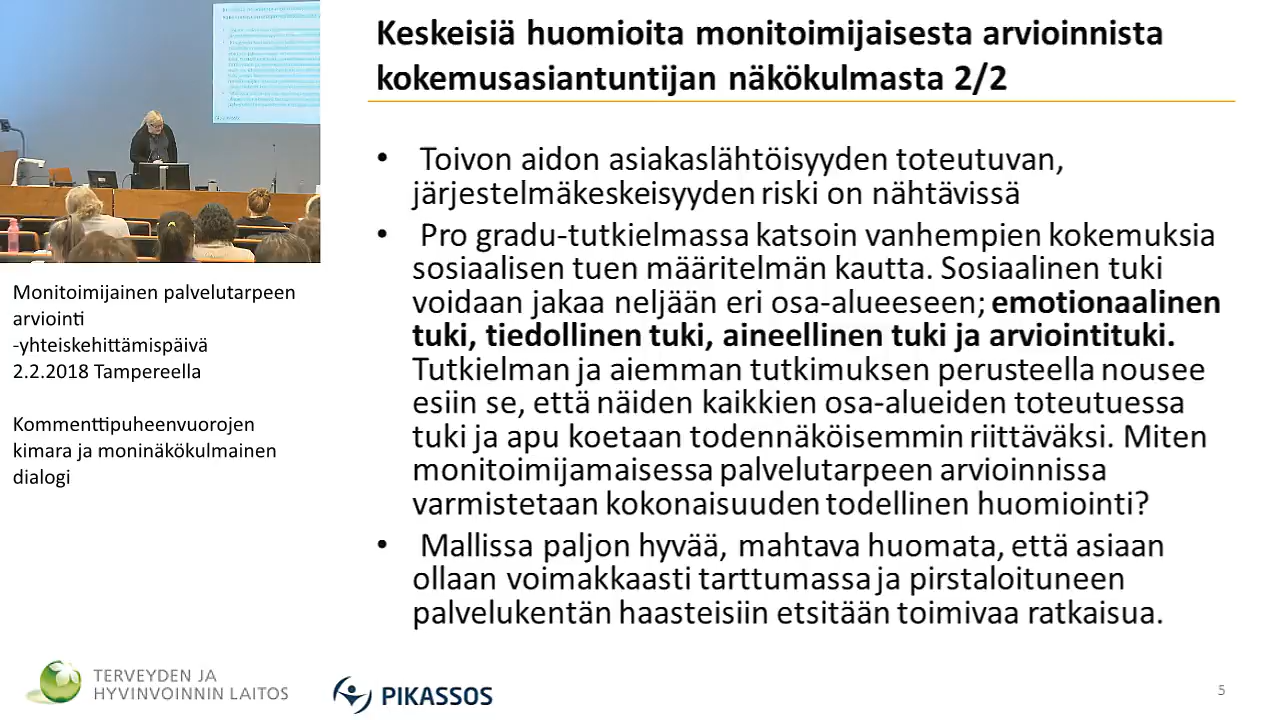 Keskeisiä huomioita monitoimijaisesta arvioinnista
kokemusasiantuntijan näkökulmasta 2/2
• Toivon aidon asiakaslähtöisyyden toteutuvan,
järjestelmäkeskeisyyden riski on nähtävissä
• Pro gradu-tutkielmassa katsoin vanhempien kokemuksia
sosiaalisen tuen määritelmän kautta. Sosiaalinen tuki
voidaan jakaa neljään eri osa-alueeseen; emotionaalinen
tuki, tiedollinen tuki, aineellinen tuki ja arviointituki.
Tutkielman ja aiemman tutkimuksen perusteella nousee
esiin se, että näiden kaikkien osa-alueiden toteutuessa
tuki ja apu koetaan todennäköisemmin riittäväksi. Miten
monitoimijamaisessa palvelutarpeen arvioinnissa
varmistetaan kokonaisuuden todellinen huomiointi?
• Mallissa paljon hyvää, mahtava huomata, että asiaan
ollaan voimakkaasti tarttumassa ja pirstaloituneen
palvelukentän haasteisiin etsitään toimivaa ratkaisua.
Monitoimijainen palvelutarpeen
arviointi
-yhteiskehittämispäivä
2.2.2018 Tampereella
Kommenttipuheenvuorojen
kimara ja moninäkökulmainen
dialogi
TERVEYDEN JA
HYVINVOINNIN LAITOS
PIKASSOS
5